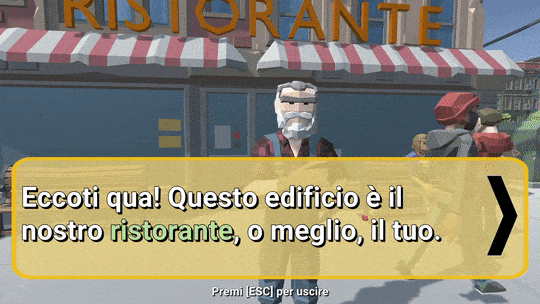 RISTORANTE
Eccoti qua! Questo edificio è il
nostro ristorante, o meglio, il tuo.
Premi [ESC] per uscire